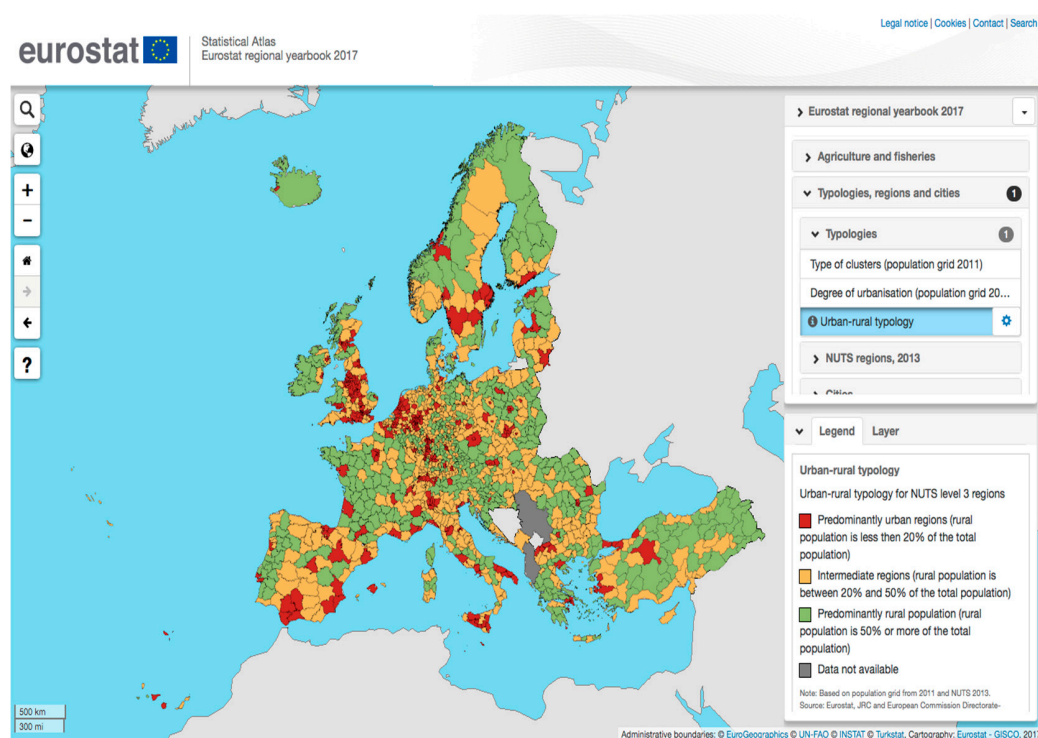 Legal notice | Cookies | Contact | Search
eurostat
Statistical Atlas
Eurostat regional yearbook 2017
Eurostat regional yearbook 2017
Agriculture and fisheries
Typologies, regions and cities 1
Typologies 1
Type of clusters (population grid 2011)
Degree of urbanisation (population grid 20...
Urban-rural typology
NUTS regions, 2013
Cities
Legend Layer
Urban-rural typology
Urban-rural typology for NUTS level 3 regions
Predominantly urban regions (rural
population is less then 20% of the total
population)
Intermediate regions (rural population is
between 20% and 50% of the total population)
Predominantly rural population (rural
population is 50% or more of the total
population)
Data not available
Note: Based on population grid from 2011 and NUTS 2013.
Source: Eurostat, JRC and European Commission Directorate-
+
−
?
500 km
300 mi
Administrative boundaries: © EuroGeographics © UN-FAO © INSTAT © Turkstat, Cartography: Eurostat - GISCO, 2017